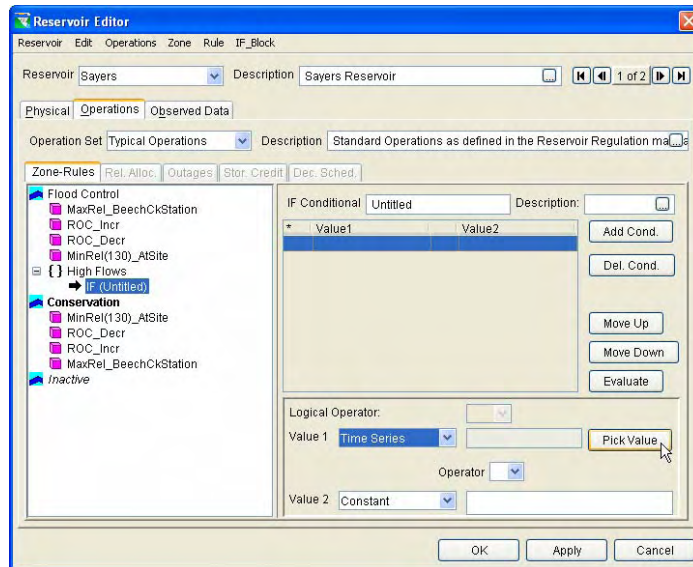 Reservoir Editor
Reservoir Edit Operations Zone Rule IF_Block
Reservoir Sayers Description Sayers Reservoir ... 1 of 2
Physical Operations Observed Data
Operation Set Typical Operations Description Standard Operations as defined in the Reservoir Regulation ma...
Zone-Rules Rel. Alloc. Outages Stor. Credit Dec. Sched.
Flood Control
MaxRel_BeechCkStation
ROC_Incr
ROC_Decr
MinRel(130)_AtSite
{ } High Flows
IF (Untitled)
Conservation
MinRel(130)_AtSite
ROC_Decr
ROC_Incr
MaxRel_BeechCkStation
Inactive
IF Conditional Untitled Description: ...
* Value1 Value2
Add Cond.
Del. Cond.
Move Up
Move Down
Evaluate
Logical Operator:
Value 1 Time Series Pick Value
Operator
Value 2 Constant
OK Apply Cancel